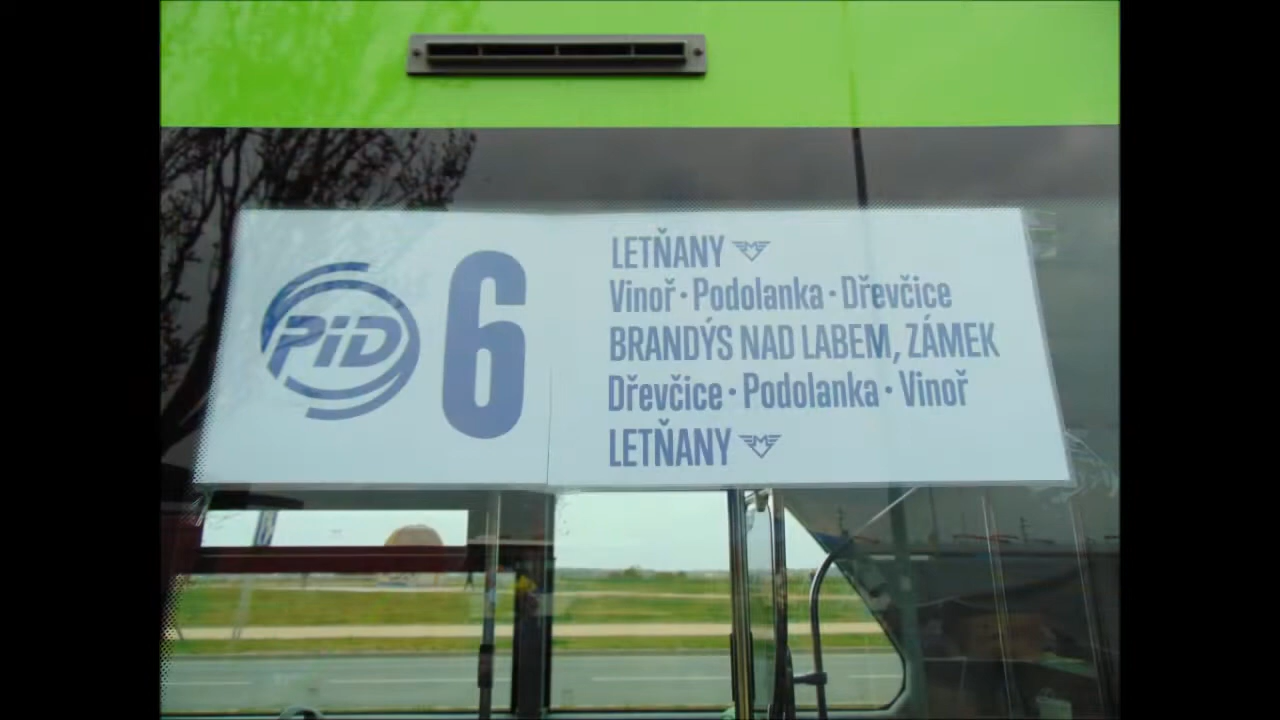 PiD 6
LETŇANY M
Vinoř · Podolanka · Dřevčice
BRANDÝS NAD LABEM, ZÁMEK
Dřevčice · Podolanka · Vinoř
LETŇANY M